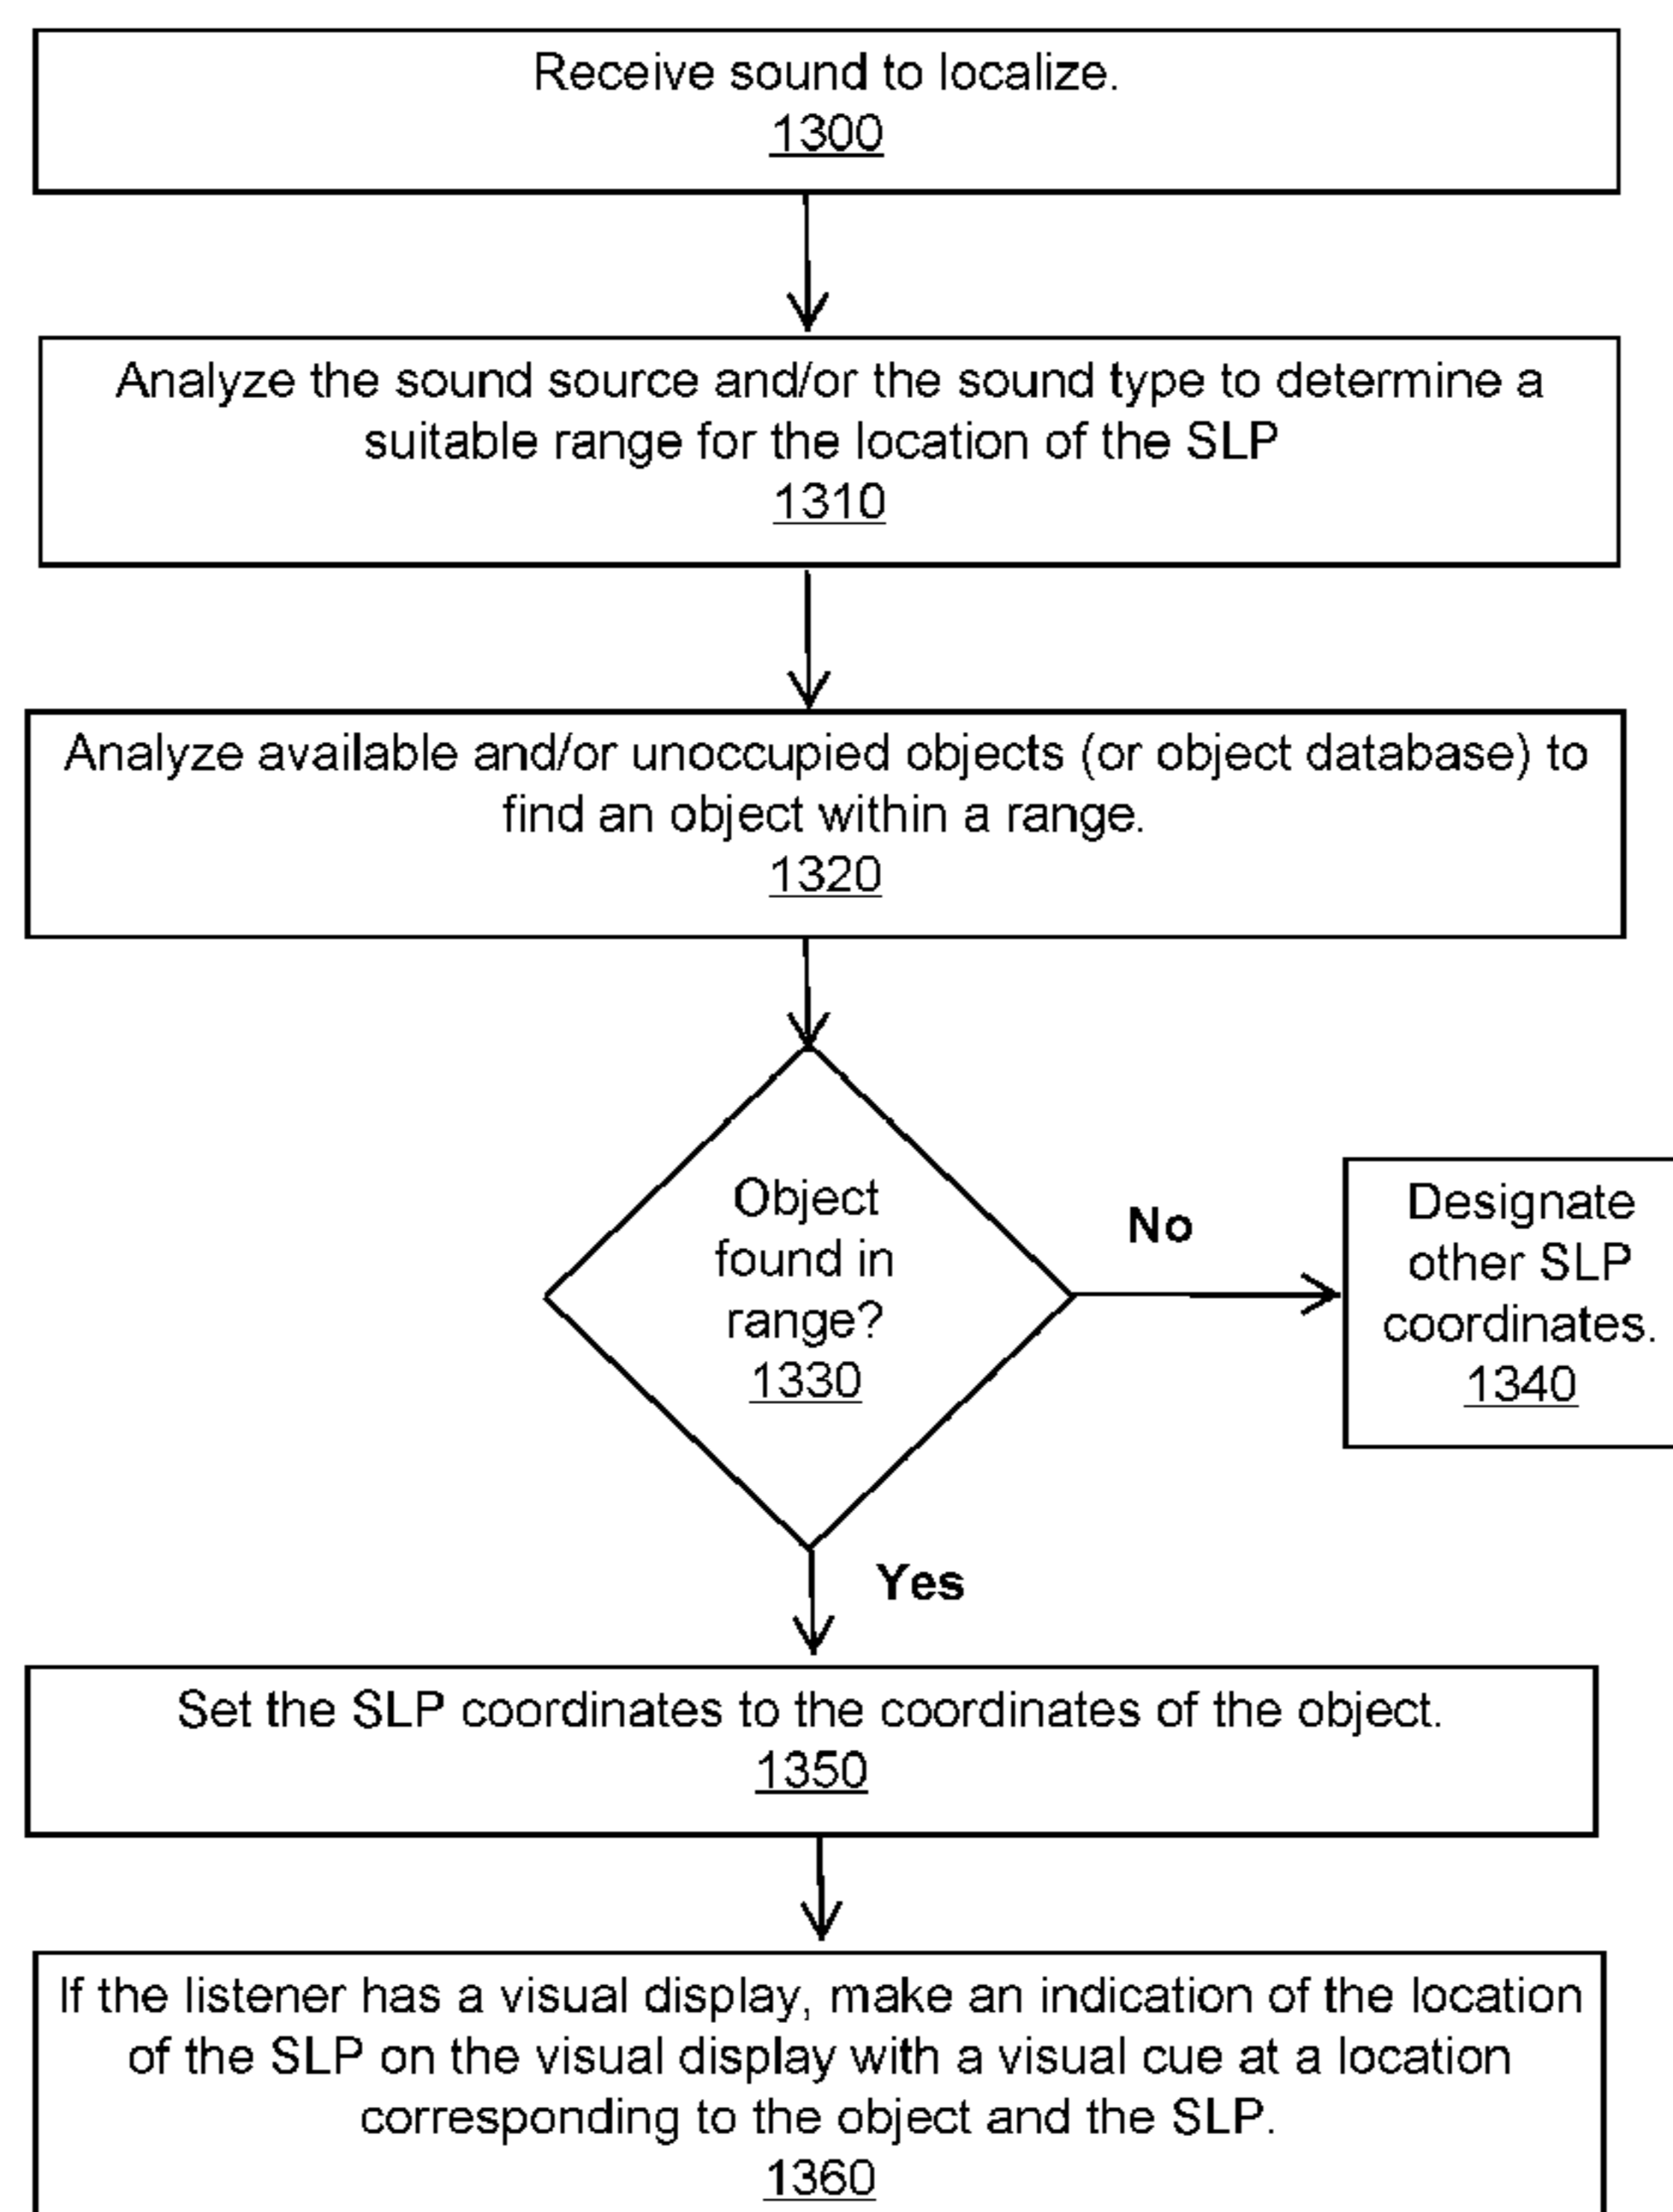 Receive sound to localize.
1300
Analyze the sound source and/or the sound type to determine a
suitable range for the location of the SLP
1310
Analyze available and/or unoccupied objects (or object database) to
find an object within a range.
1320
Object
found in
range?
1330
No
Designate
other SLP
coordinates.
1340
Yes
Set the SLP coordinates to the coordinates of the object.
1350
If the listener has a visual display, make an indication of the location
of the SLP on the visual display with a visual cue at a location
corresponding to the object and the SLP.
1360